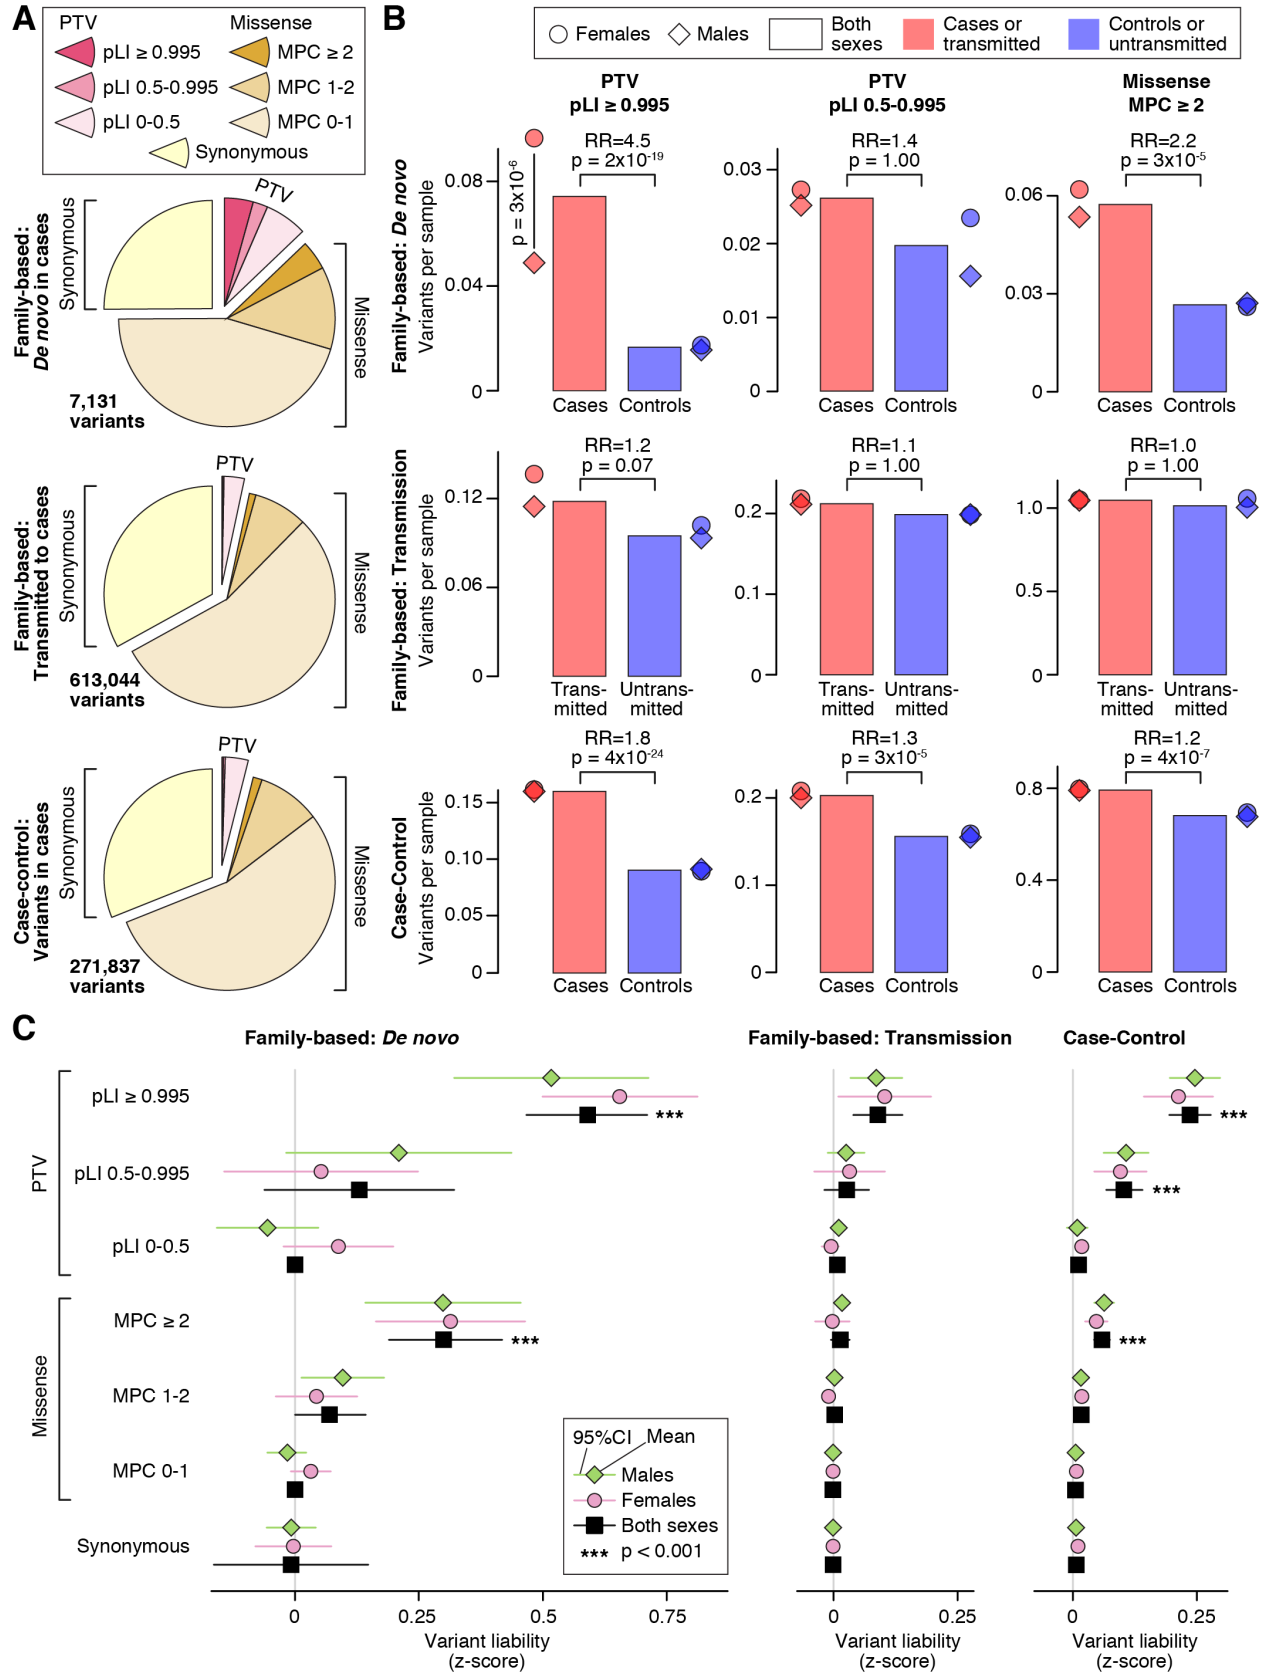 A
PTV
Missense
pLI ≥ 0.995
MPC ≥ 2
pLI 0.5-0.995
MPC 1-2
pLI 0-0.5
MPC 0-1
Synonymous
Family-based:
De novo in cases
Synonymous
PTV
Missense
7,131
variants
Family-based:
Transmitted to cases
Synonymous
PTV
Missense
613,044
variants
Case-control:
Variants in cases
Synonymous
PTV
Missense
271,837
variants
B
Females
Males
Both
sexes
Cases or
transmitted
Controls or
untransmitted
PTV
pLI ≥ 0.995
PTV
pLI 0.5-0.995
Missense
MPC ≥ 2
Family-based: De novo
Variants per sample
RR=4.5
p = 2x10-19
p = 3x10-6
0.08
0.04
0
Cases Controls
RR=1.4
p = 1.00
0.03
0.02
0.01
0
Cases Controls
RR=2.2
p = 3x10-5
0.06
0.03
0
Cases Controls
Family-based: Transmission
Variants per sample
RR=1.2
p = 0.07
0.12
0.06
0
Trans- Untrans-
mitted mitted
RR=1.1
p = 1.00
0.2
0.1
0
Trans- Untrans-
mitted mitted
RR=1.0
p = 1.00
1.0
0.5
0
Trans- Untrans-
mitted mitted
Case-Control
Variants per sample
RR=1.8
p = 4x10-24
0.15
0.10
0.05
0
Cases Controls
RR=1.3
p = 3x10-5
0.2
0.1
0
Cases Controls
RR=1.2
p = 4x10-7
0.8
0.4
0
Cases Controls
C
Family-based: De novo
Family-based: Transmission
Case-Control
PTV
pLI ≥ 0.995
***
***
pLI 0.5-0.995
***
pLI 0-0.5
Missense
MPC ≥ 2
***
***
MPC 1-2
MPC 0-1
Synonymous
95%CI Mean
Males
Females
Both sexes
*** p < 0.001
0 0.25 0.5 0.75
Variant liability
(z-score)
0 0.25
Variant liability
(z-score)
0 0.25
Variant liability
(z-score)